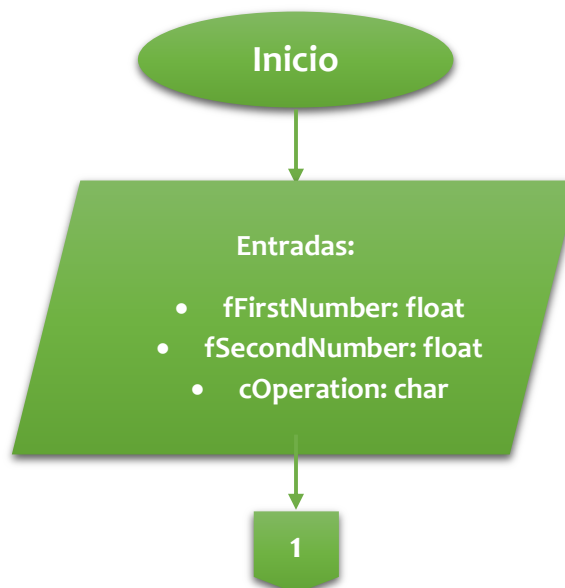 Inicio
Entradas:
• fFirstNumber: float
• fSecondNumber: float
• cOperation: char
1